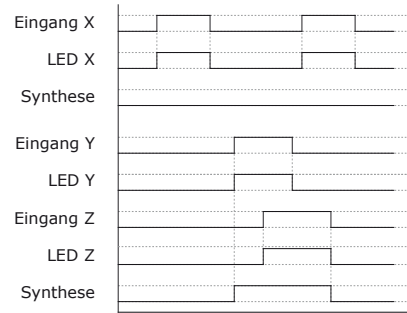 Eingang X
LED X
Synthese
Eingang Y
LED Y
Eingang Z
LED Z
Synthese